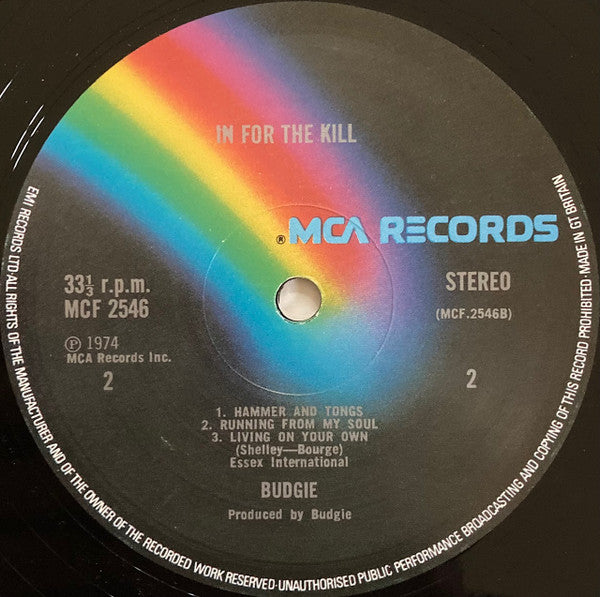 IN FOR THE KILL
® MCA RECORDS
33⅓ r.p.m.
MCF 2546
STEREO
(MCF.2546B)
Ⓟ 1974
MCA Records Inc.
2
2
1. HAMMER AND TONGS
2. RUNNING FROM MY SOUL
3. LIVING ON YOUR OWN
(Shelley—Bourge)
Essex International
BUDGIE
Produced by Budgie
EMI RECORDS LTD. ALL RIGHTS OF THE MANUFACTURER AND OF THE OWNER OF THE RECORDED WORK RESERVED·UNAUTHORISED PUBLIC PERFORMANCE BROADCASTING AND COPYING OF THIS RECORD PROHIBITED·MADE IN GT BRITAIN